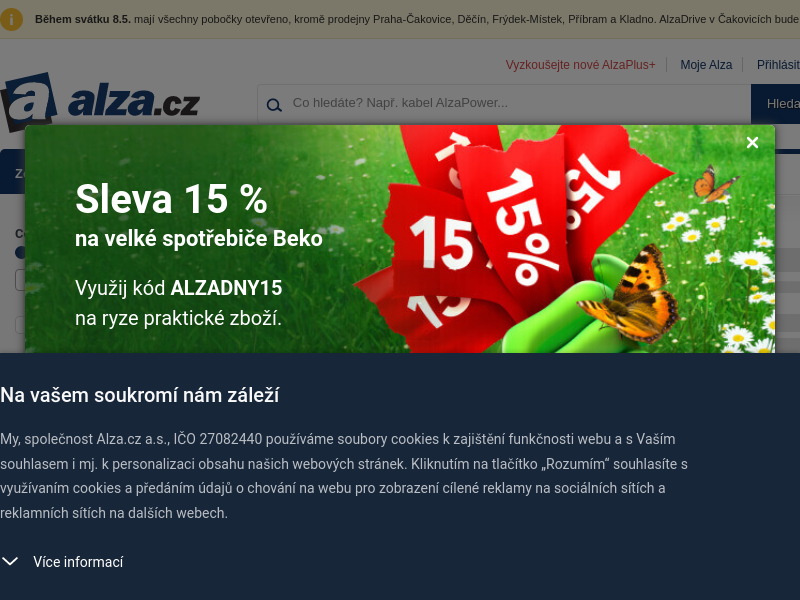 Během svátku 8.5. mají všechny pobočky otevřeno, kromě prodejny Praha-Čakovice, Děčín, Frýdek-Místek, Příbram a Kladno. AlzaDrive v Čakovicích bude
Vyzkoušejte nové AlzaPlus+
Moje Alza
Přihlásit
alza.cz
Co hledáte? Např. kabel AlzaPower...
Hleda
Sleva 15 %
na velké spotřebiče Beko
Využij kód ALZADNY15
na ryze praktické zboží.
15
15%
15%
15
Na vašem soukromí nám záleží
My, společnost Alza.cz a.s., IČO 27082440 používáme soubory cookies k zajištění funkčnosti webu a s Vaším
souhlasem i mj. k personalizaci obsahu našich webových stránek. Kliknutím na tlačítko „Rozumím“ souhlasíte s
využívaním cookies a předáním údajů o chování na webu pro zobrazení cílené reklamy na sociálních sítích a
reklamních sítích na dalších webech.
Více informací